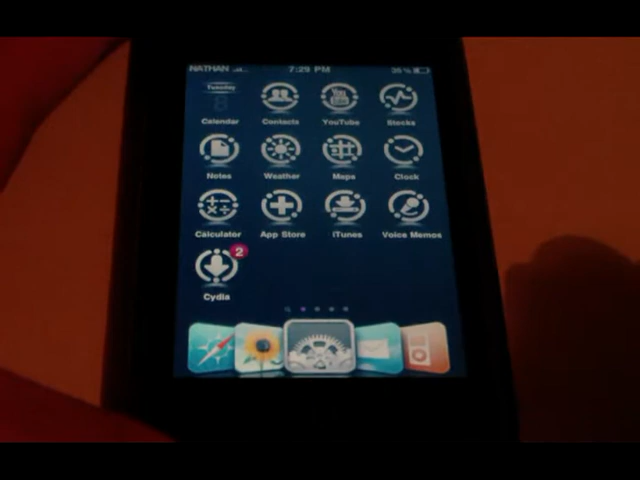 NATHAN 7:29 PM 35%
Tuesday
8
Calendar Contacts YouTube Stocks
Notes Weather Maps Clock
Calculator App Store iTunes Voice Memos
2
Cydia